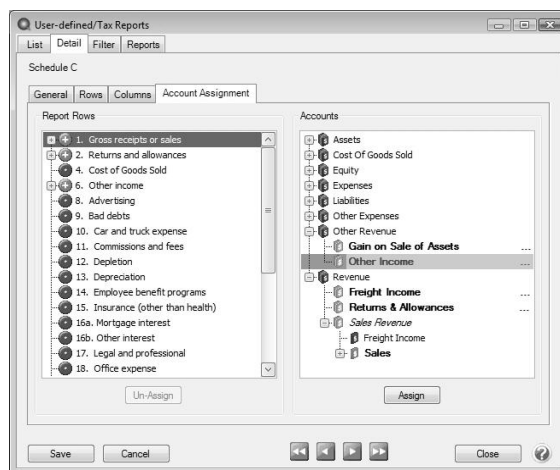 User-defined/Tax Reports
List Detail Filter Reports
Schedule C
General Rows Columns Account Assignment
Report Rows
1. Gross receipts or sales
2. Returns and allowances
4. Cost of Goods Sold
6. Other income
8. Advertising
9. Bad debts
10. Car and truck expense
11. Commissions and fees
12. Depletion
13. Depreciation
14. Employee benefit programs
15. Insurance (other than health)
16a. Mortgage interest
16b. Other interest
17. Legal and professional
18. Office expense
Un-Assign
Accounts
Assets
Cost Of Goods Sold
Equity
Expenses
Liabilities
Other Expenses
Other Revenue
Gain on Sale of Assets ...
Other Income ...
Revenue
Freight Income ...
Returns & Allowances ...
Sales Revenue
Freight Income
Sales
Assign
Save Cancel Close ?